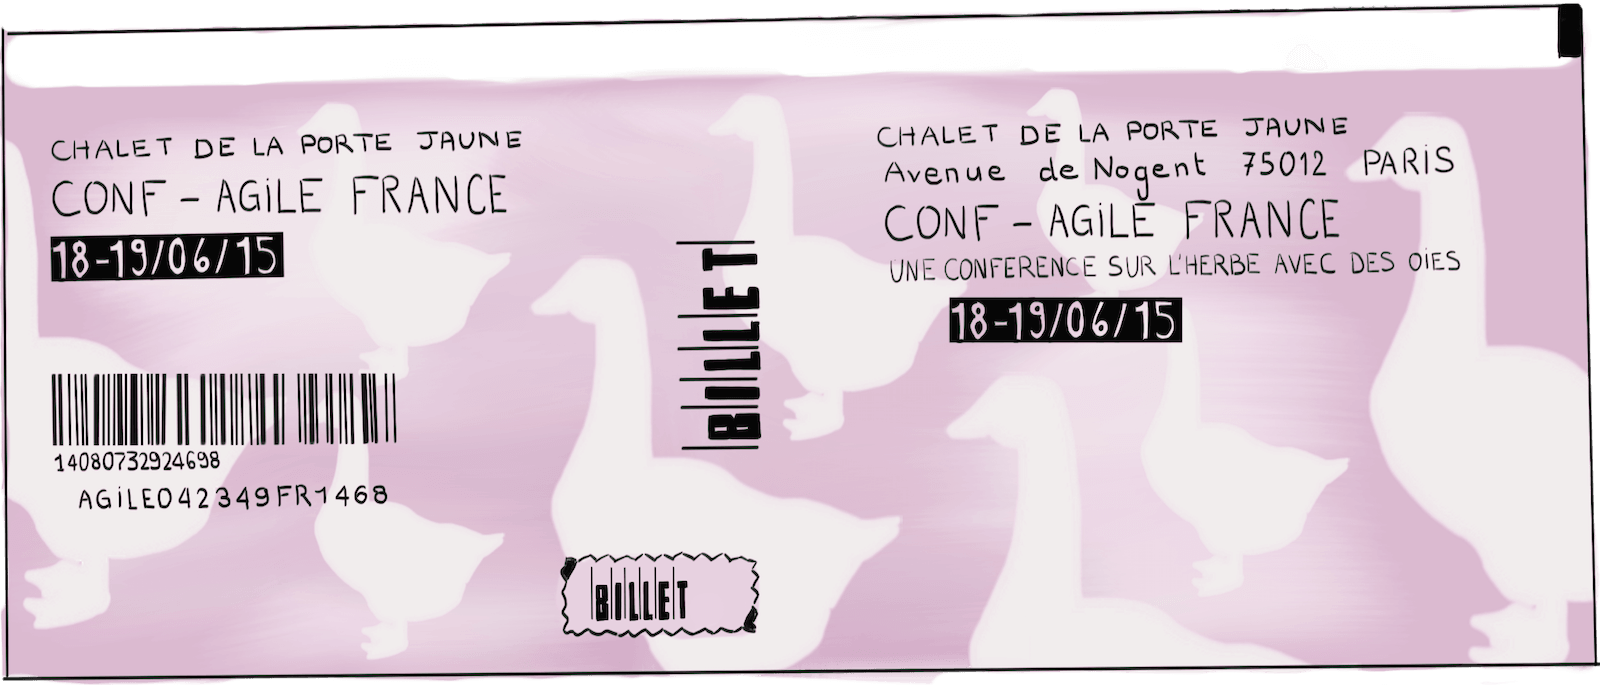 CHALET DE LA PORTE JAUNE
CONF - AGiLE FRANCE
18-19/06/15
14080732924698
AGiLE042349FR1468
BILLET
BILLET
CHALET DE LA PORTE JAUNE
Avenue de Nogent 75012 PARiS
CONF - AGiLE FRANCE
UNE CONFERENCE SUR L'HERBE AVEC DES OiES
18-19/06/15